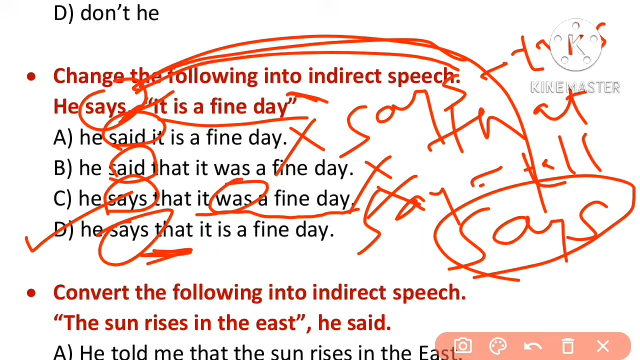 D) don't he
• Change the following into indirect speech.
He says, "It is a fine day"
A) he said it is a fine day.
B) he said that it was a fine day.
C) he says that it was a fine day.
D) he says that it is a fine day.
says
that
tell
says
KINEMASTER
• Convert the following into indirect speech.
"The sun rises in the east", he said.
A) He told me that the sun rises in the East.